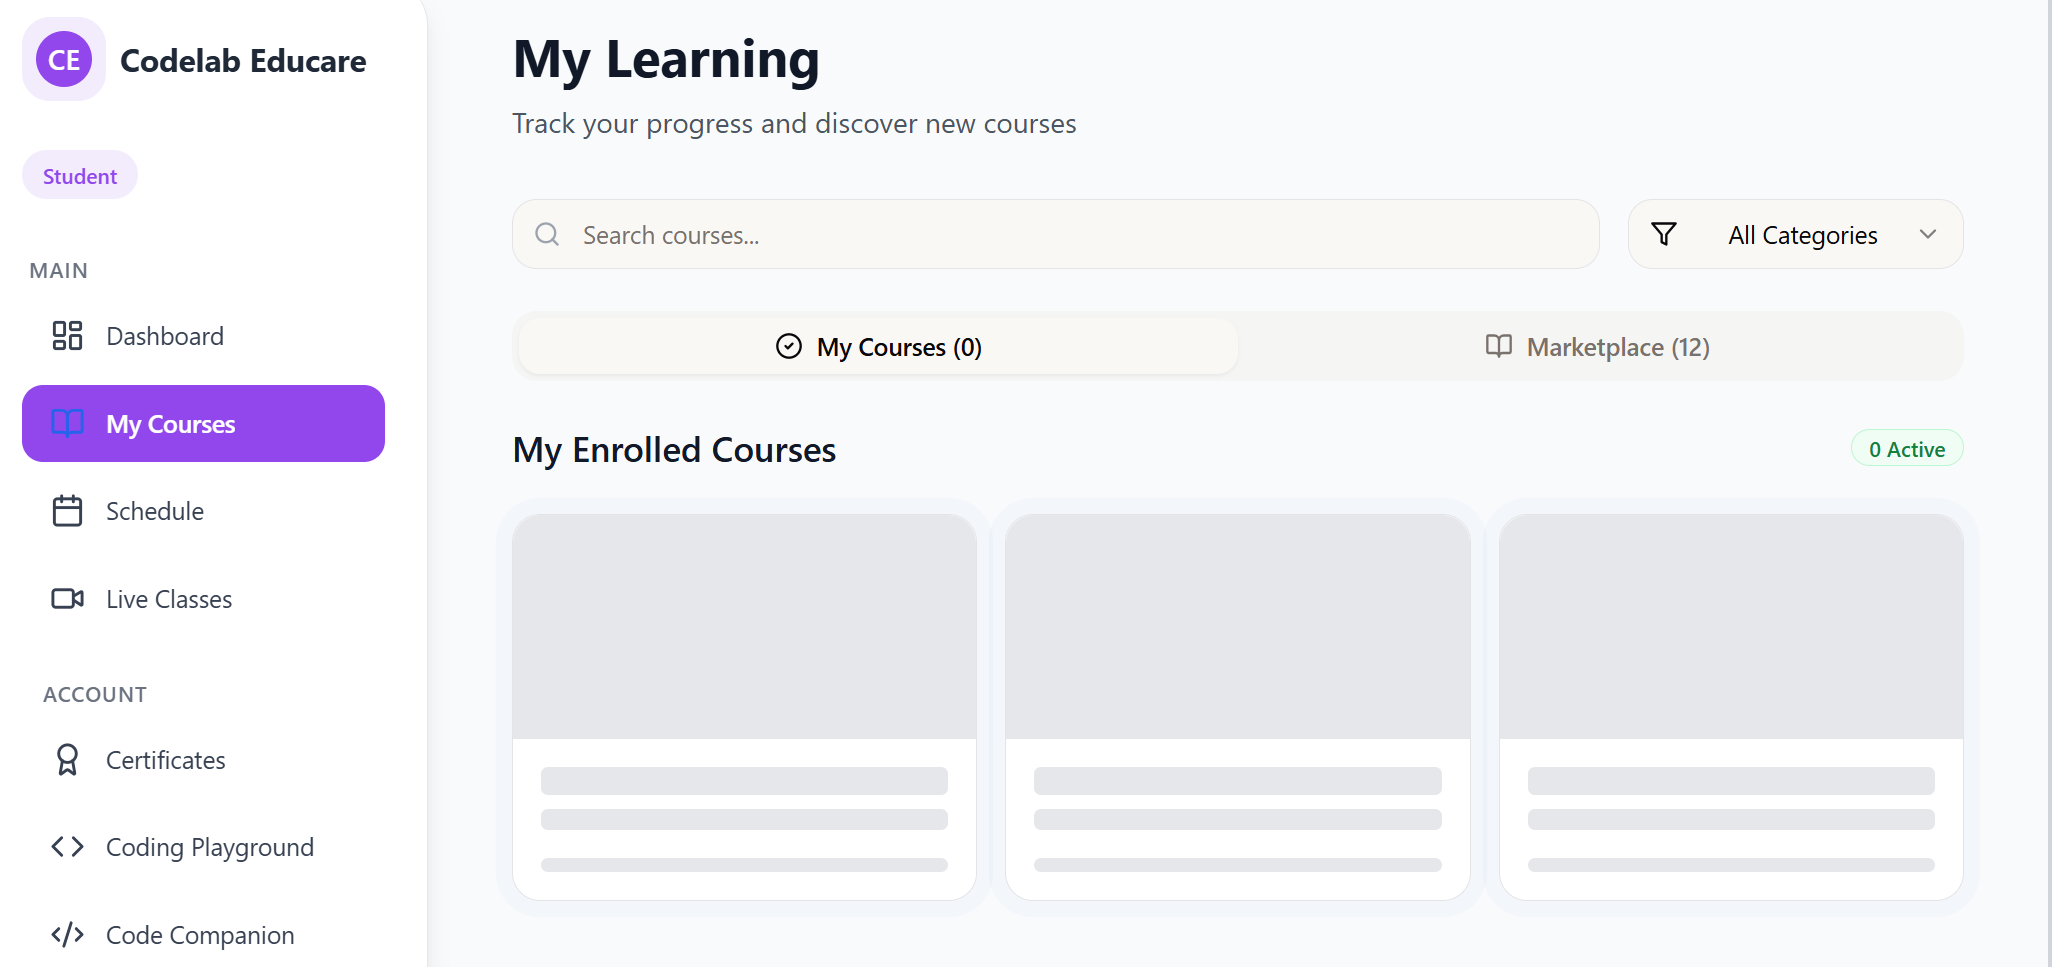 CE
Codelab Educare
Student
MAIN
Dashboard
My Courses
Schedule
Live Classes
ACCOUNT
Certificates
Coding Playground
Code Companion
My Learning
Track your progress and discover new courses
Search courses...
All Categories
My Courses (0)
Marketplace (12)
My Enrolled Courses
0 Active